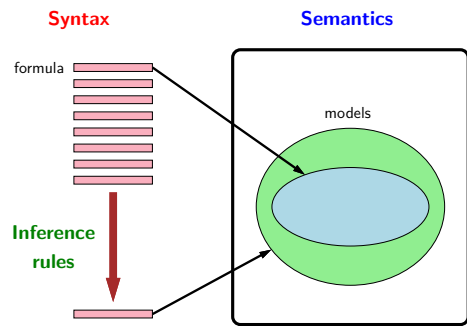 Syntax
Semantics
formula
models
Inference
rules